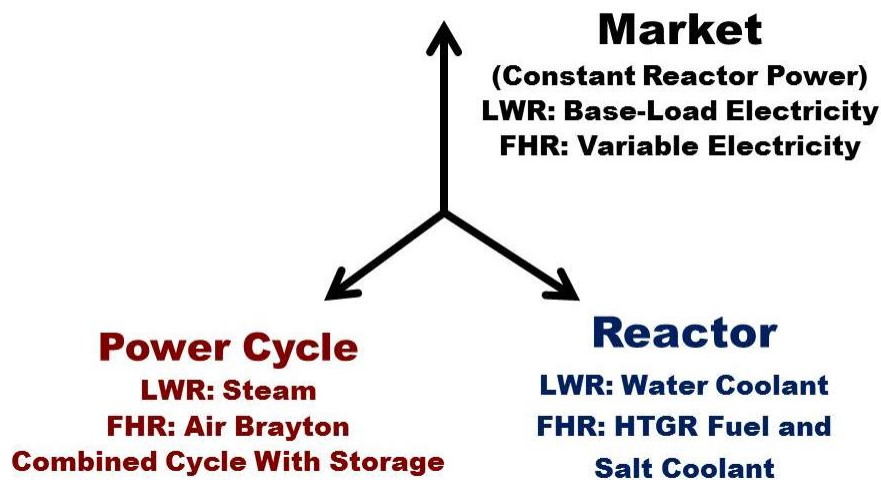 Market
(Constant Reactor Power)
LWR: Base-Load Electricity
FHR: Variable Electricity
Power Cycle
LWR: Steam
FHR: Air Brayton
Combined Cycle With Storage
Reactor
LWR: Water Coolant
FHR: HTGR Fuel and
Salt Coolant